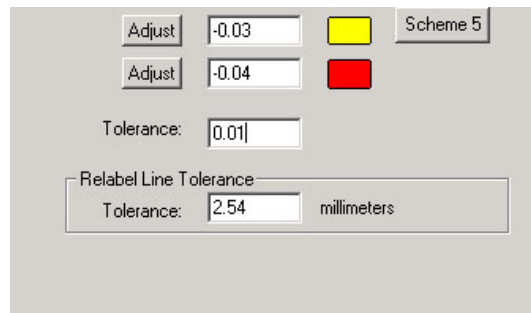 Adjust -0.03 Scheme 5
Adjust -0.04
Tolerance: 0.01
Relabel Line Tolerance
Tolerance: 2.54 millimeters